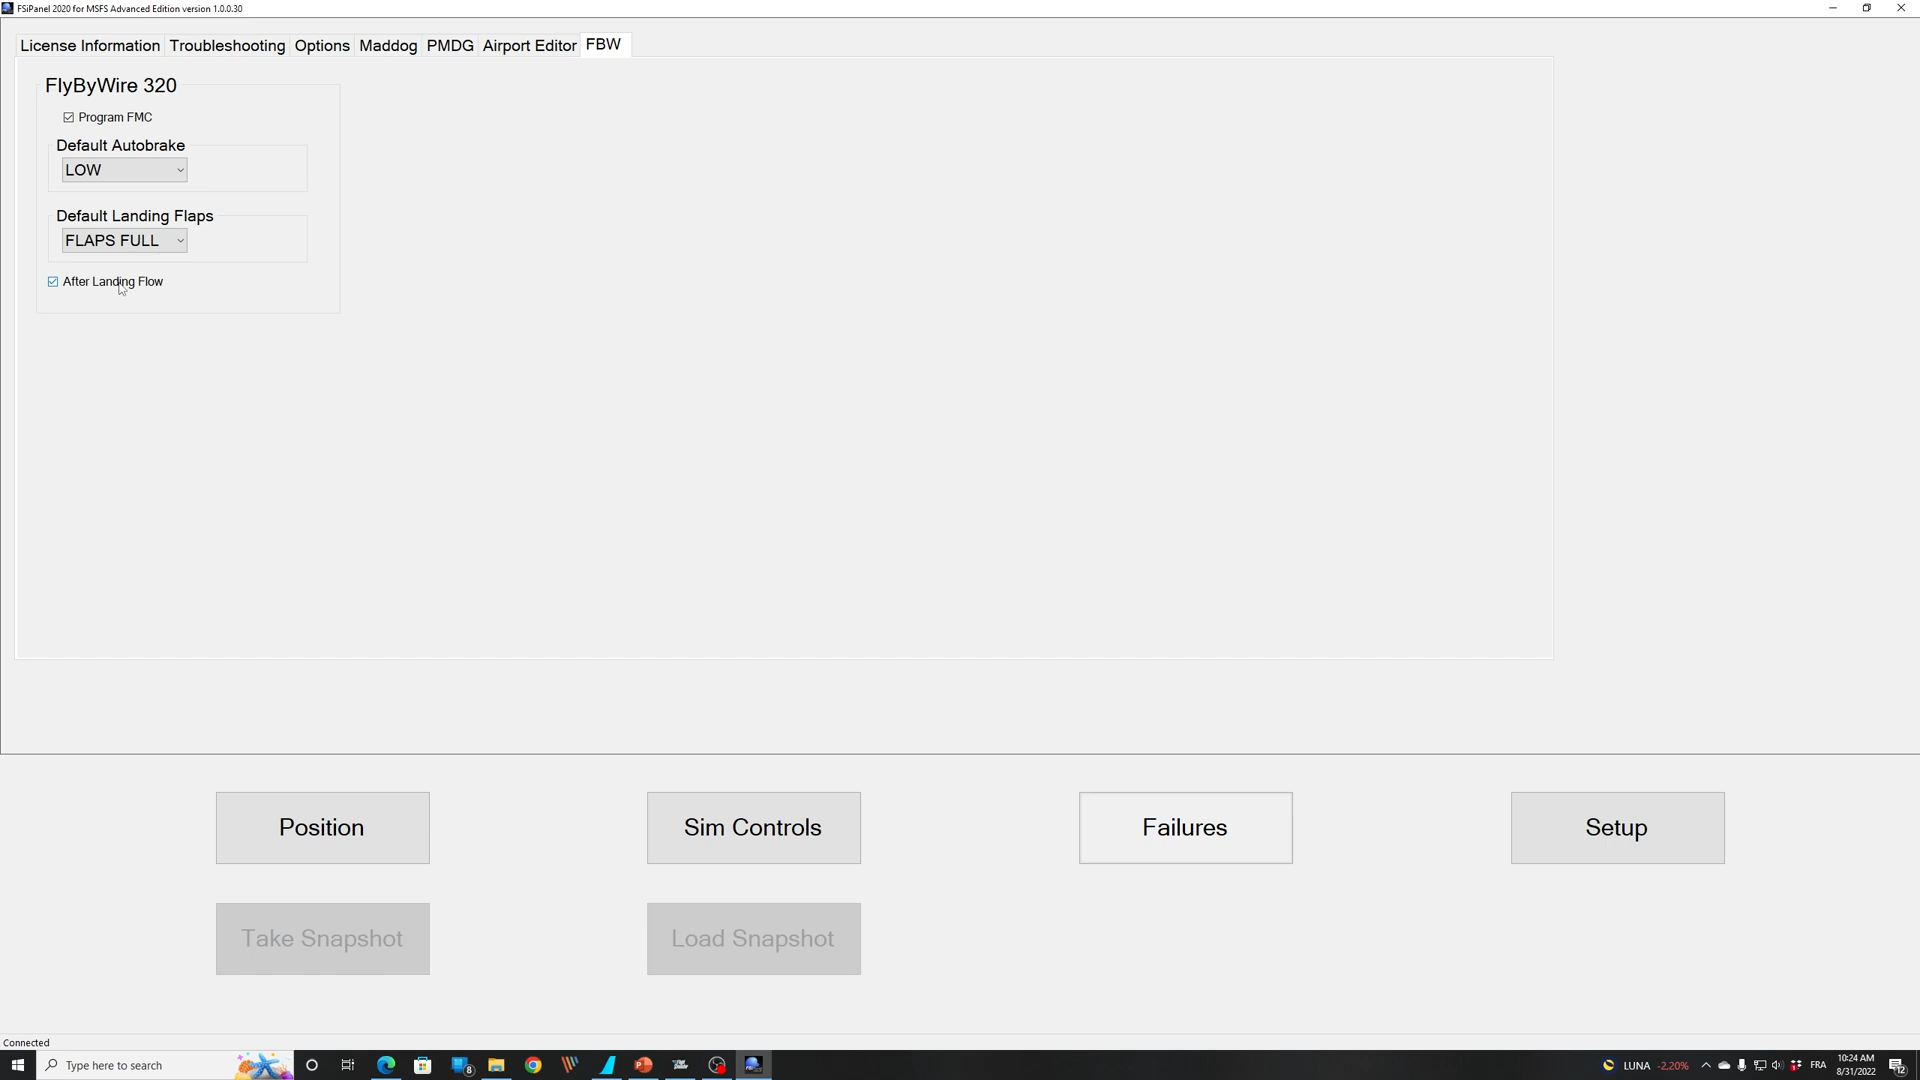 FSiPanel 2020 for MSFS Advanced Edition version 1.0.0.30
License Information Troubleshooting Options Maddog PMDG Airport Editor FBW
FlyByWire 320
Program FMC
Default Autobrake
LOW
Default Landing Flaps
FLAPS FULL
After Landing Flow
Position Sim Controls Failures Setup
Take Snapshot Load Snapshot
Connected
Type here to search
8
LUNA -2,20%
FRA
10:24 AM
8/31/2022
12